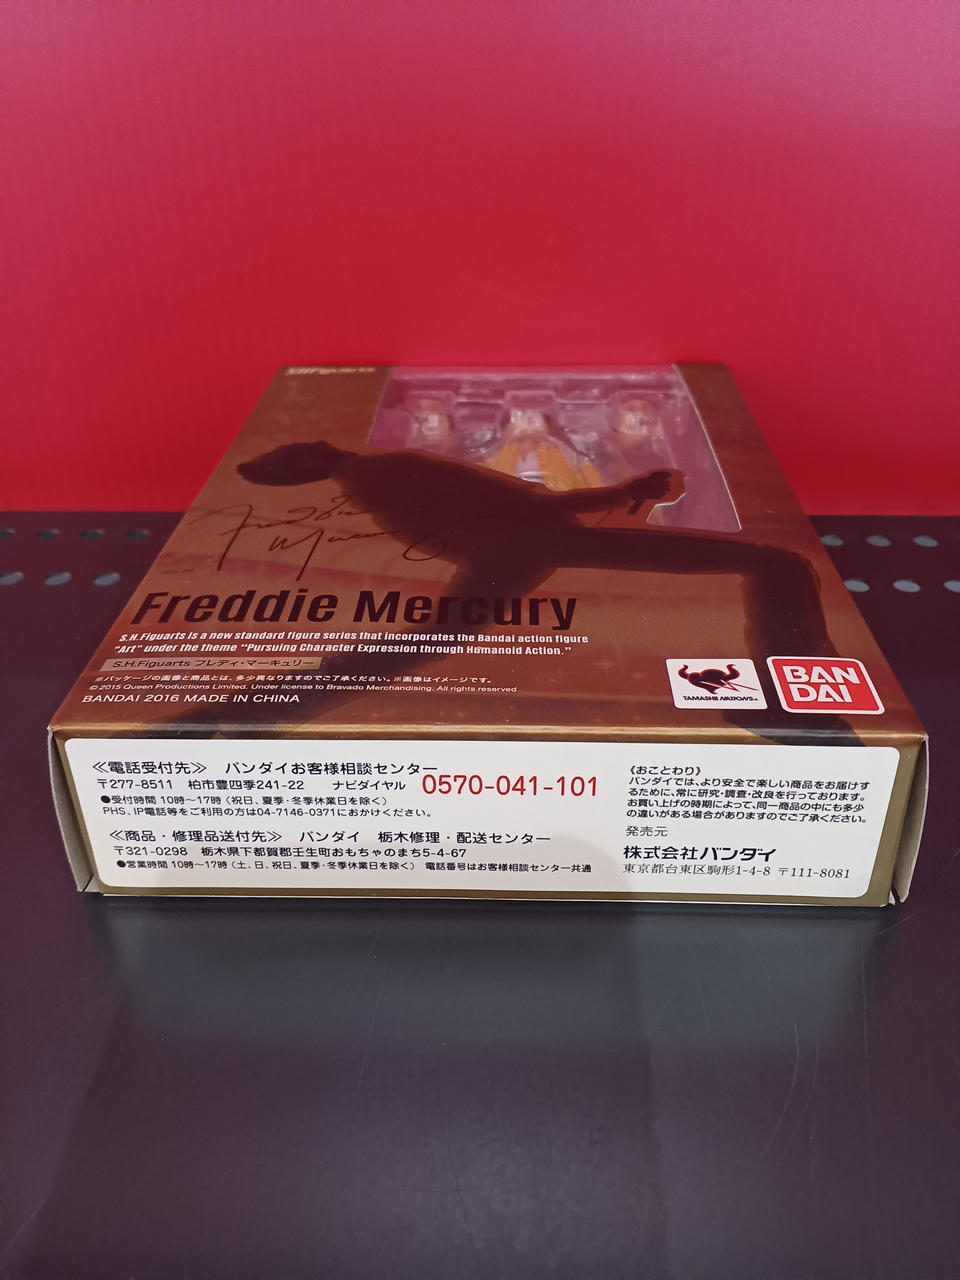 S.H.Figuarts
Freddie
Mercury
Freddie Mercury
S.H.Figuarts is a new standard figure series that incorporates the Bandai action figure
"Art" under the theme "Pursuing Character Expression through Humanoid Action."
S.H.Figuarts フレディ・マーキュリー
※パッケージの画像と商品とは、多少異なりますのでご了承ください。※画像はイメージです。
© 2015 Queen Productions Limited. Under license to Bravado Merchandising. All rights reserved
BANDAI 2016 MADE IN CHINA
TAMASHII NATIONS
BAN
DAI
≪電話受付先≫ バンダイお客様相談センター
〒277-8511 柏市豊四季241-22 ナビダイヤル 0570-041-101
●受付時間 10時〜17時(祝日、夏季・冬季休業日を除く)
PHS、IP電話等をご利用の方は04-7146-0371におかけください。
≪商品・修理品送付先≫ バンダイ 栃木修理・配送センター
〒321-0298 栃木県下都賀郡壬生町おもちゃのまち5-4-67
●営業時間 10時〜17時(土、日、祝日、夏季・冬季休業日を除く) 電話番号はお客様相談センター共通
《おことわり》
バンダイでは、より安全で楽しい商品をお届けす
るために、常に研究・調査・改良を行っております。
お買い上げの時期によって、同一商品の中にも多少
の違いがある場合がありますのでご了承ください。
発売元
株式会社バンダイ
東京都台東区駒形1-4-8 〒111-8081